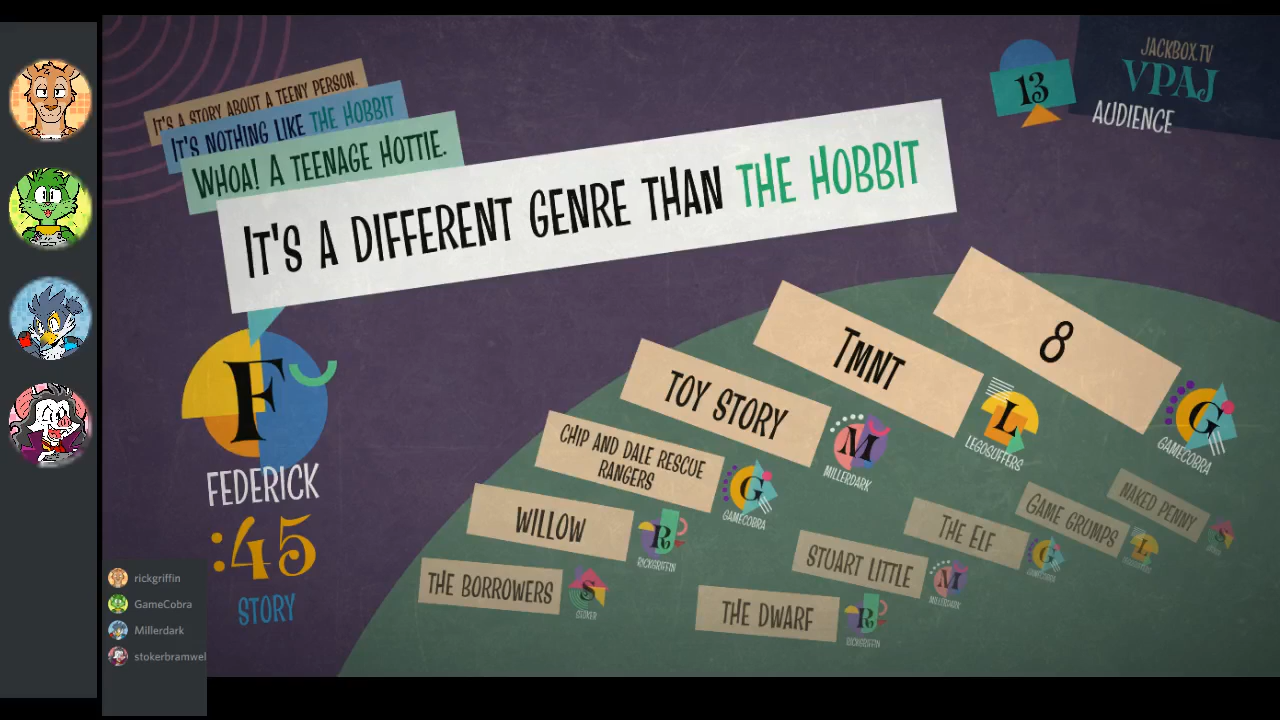 IT'S A STORY ABOUT A TEENY PERSON.
IT'S NOTHING LIKE THE HOBBIT
WHOA! A TEENAGE HOTTIE.
IT'S A DIFFERENT GENRE THAN THE HOBBIT
13
JACKBOX.TV
VPAJ
AUDIENCE
8
G
GAMECOBRA
TMNT
L
LEGOSUFFERS
TOY STORY
M
MILLERDARK
CHIP AND DALE RESCUE
RANGERS
G
GAMECOBRA
WILLOW
R
RICKGRIFFIN
THE BORROWERS
S
STOKER
NAKED PENNY
S
GAME GRUMPS
L
THE ELF
G
GAMECOBRA
STUART LITTLE
M
MILLERDARK
THE DWARF
R
RICKGRIFFIN
F
FEDERICK
:45
STORY
rickgriffin
GameCobra
Millerdark
stokerbramwel